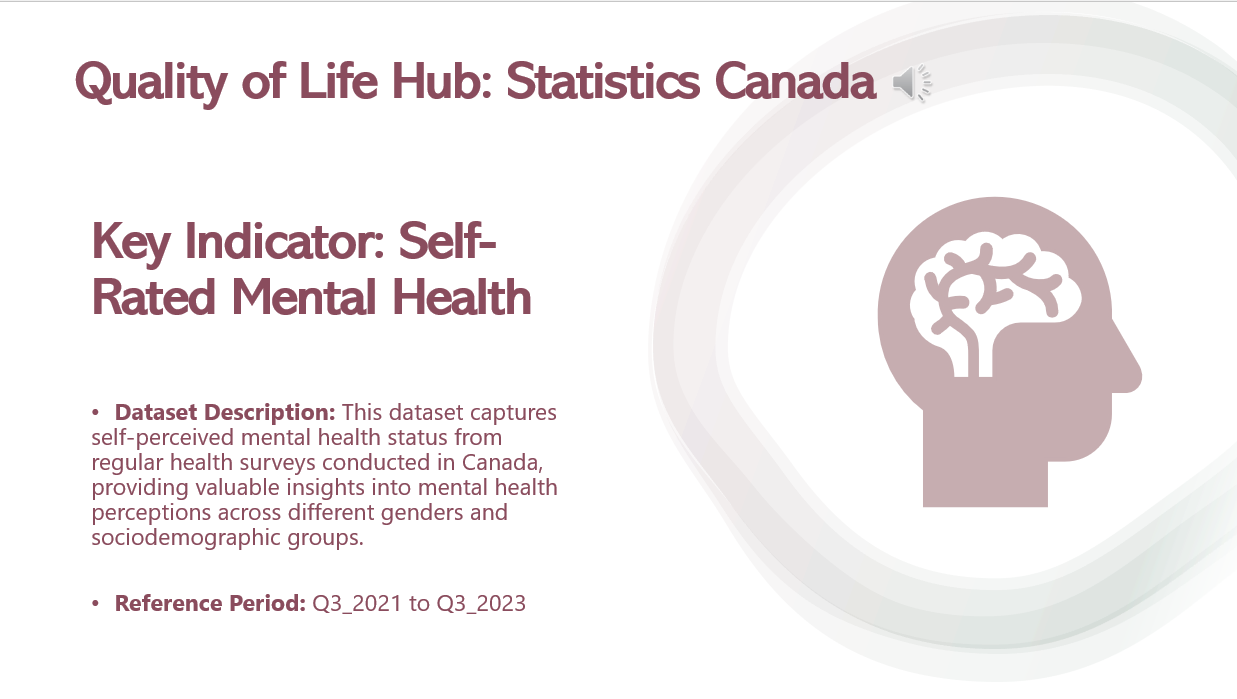 Quality of Life Hub: Statistics Canada
Key Indicator: Self-
Rated Mental Health
• Dataset Description: This dataset captures
self-perceived mental health status from
regular health surveys conducted in Canada,
providing valuable insights into mental health
perceptions across different genders and
sociodemographic groups.
• Reference Period: Q3_2021 to Q3_2023